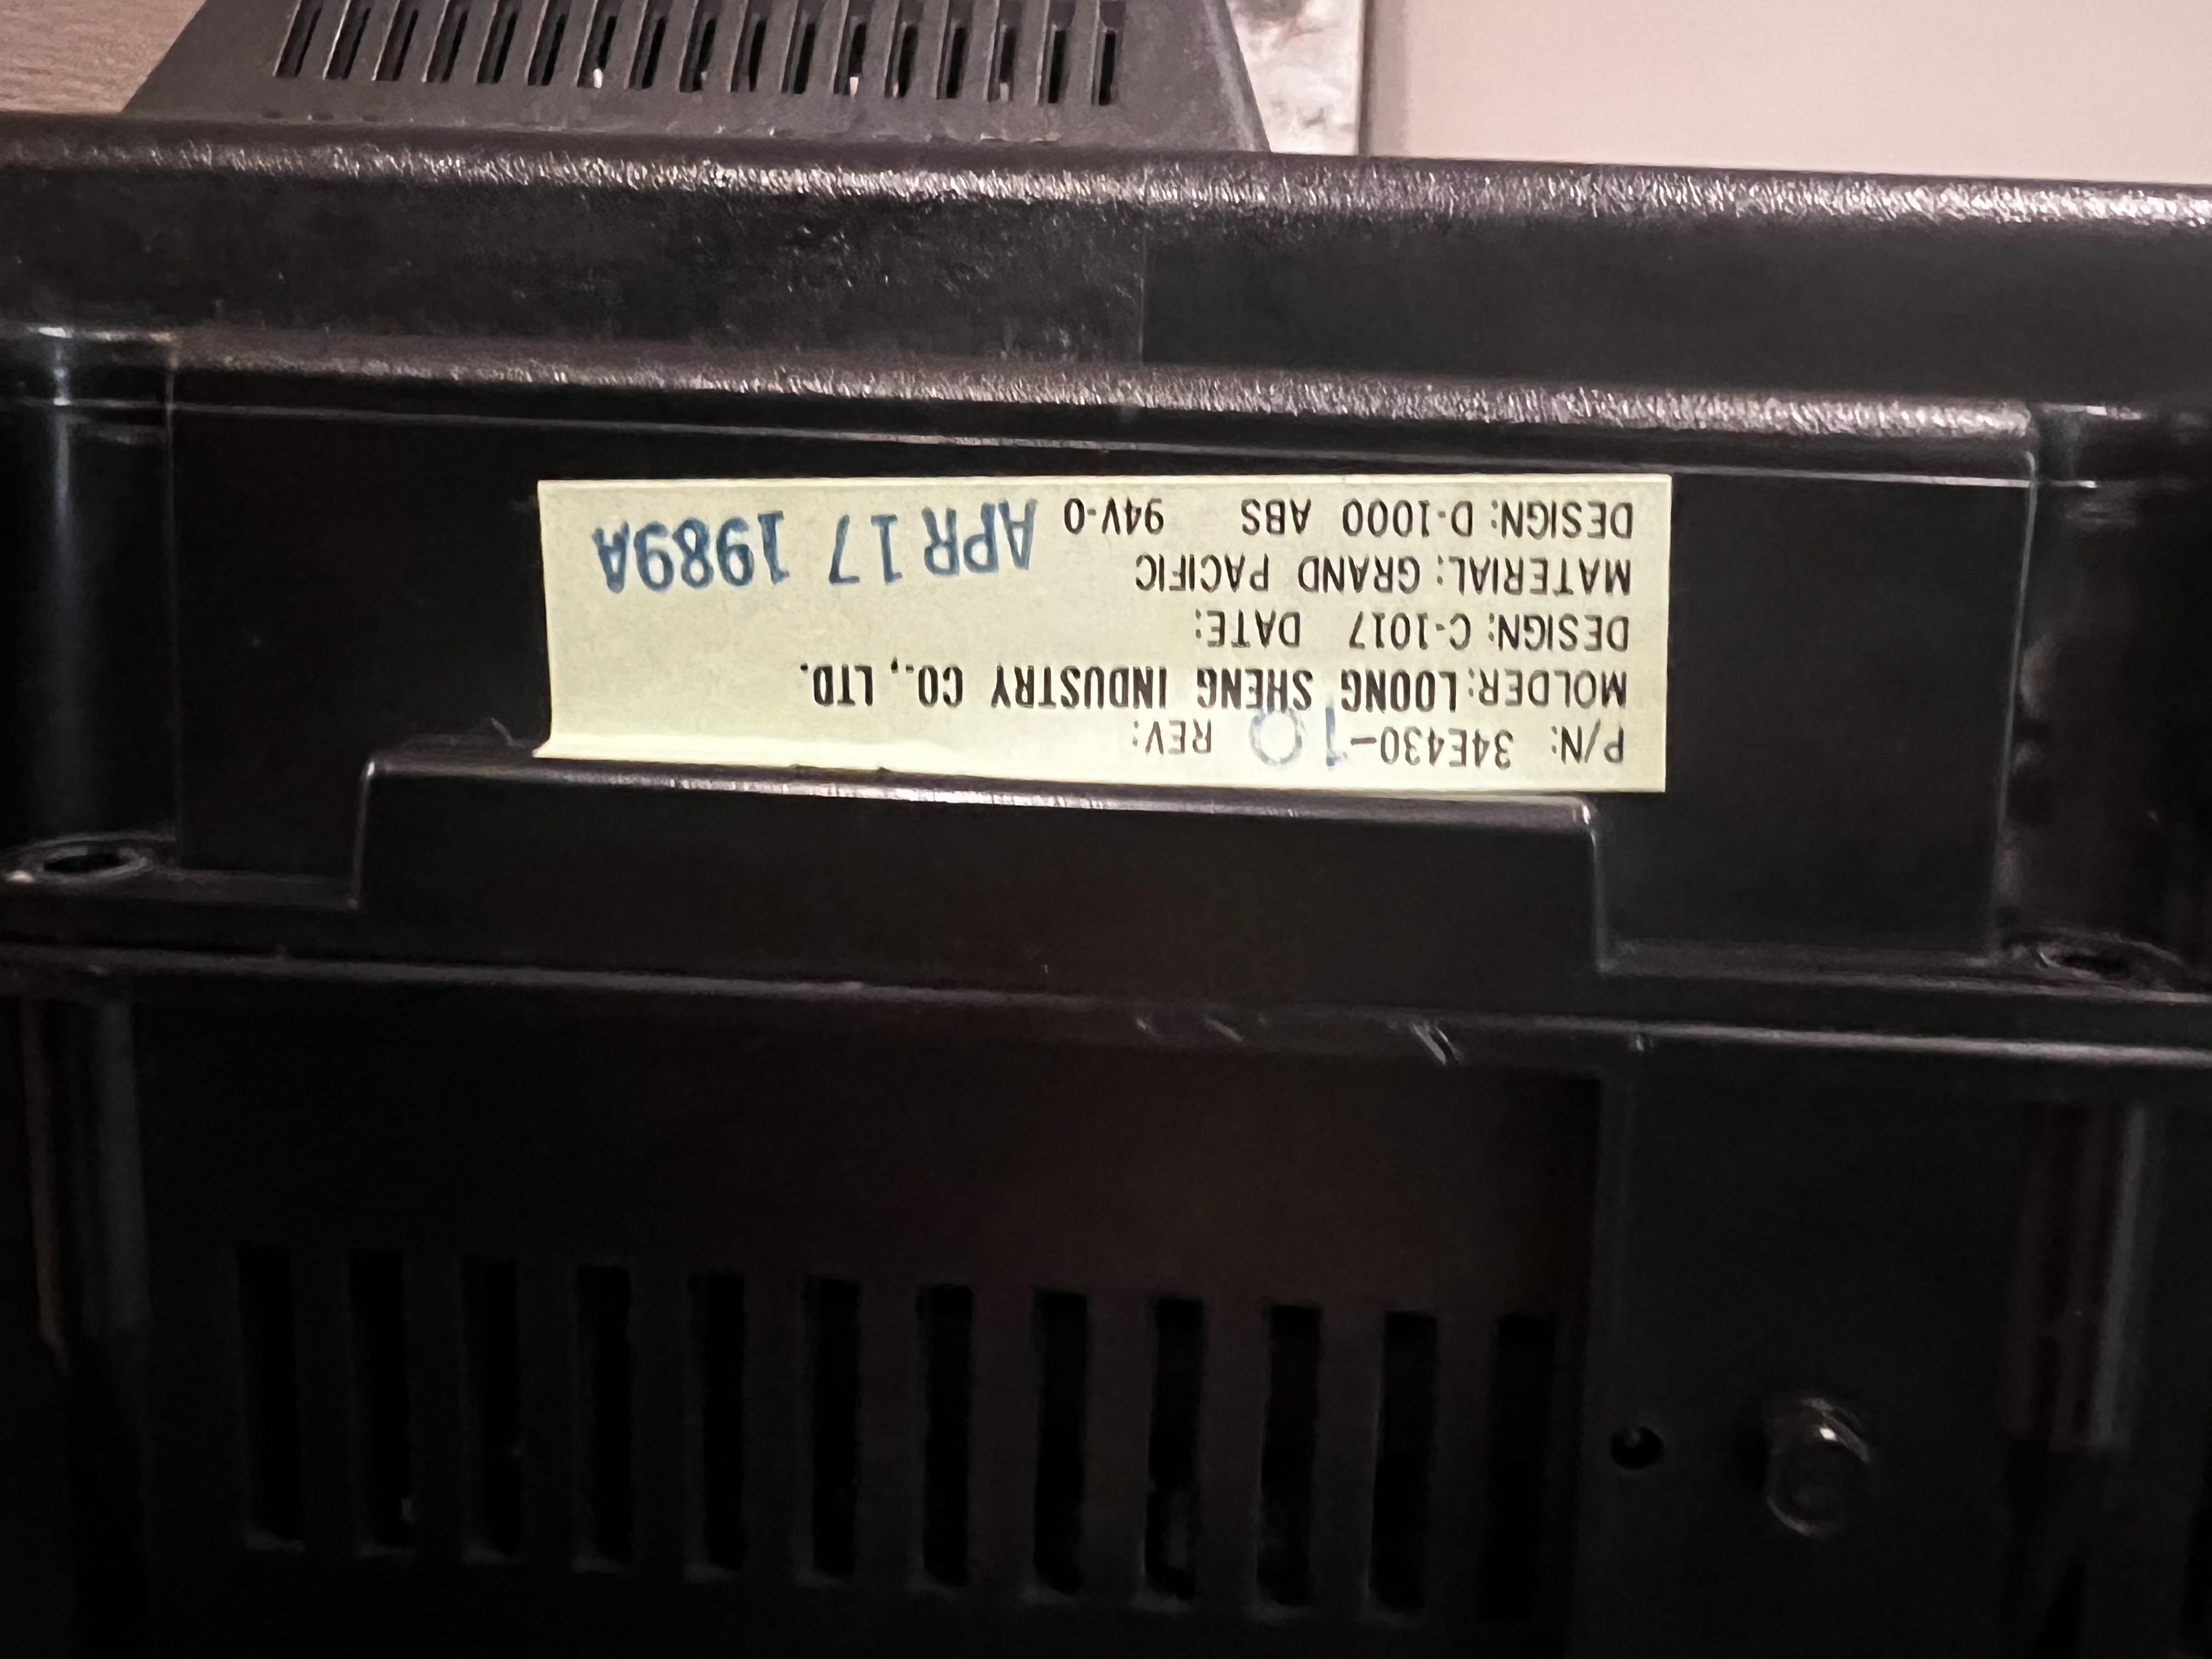 P/N: 34E430-10 REV:
MOLDER: LOONG SHENG INDUSTRY CO., LTD.
DESIGN: C-1017 DATE:
MATERIAL: GRAND PACIFIC
DESIGN: D-1000 ABS 94V-0
APR 17 1989A